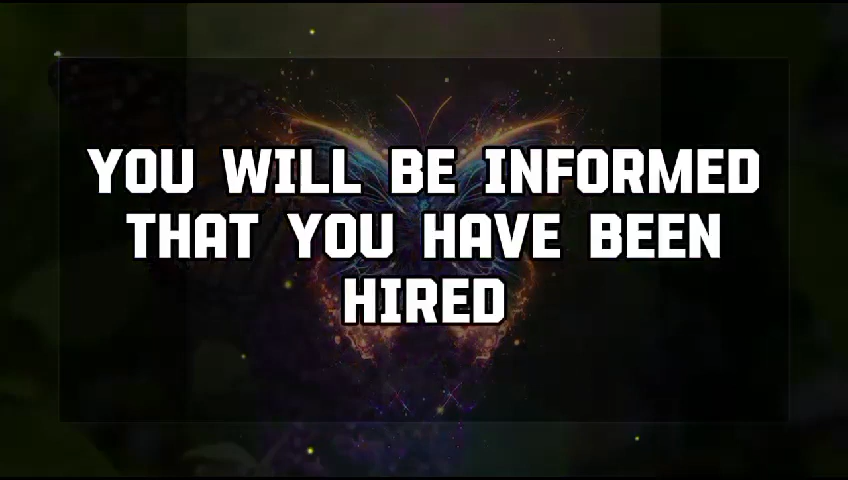 YOU WILL BE INFORMED
THAT YOU HAVE BEEN
HIRED